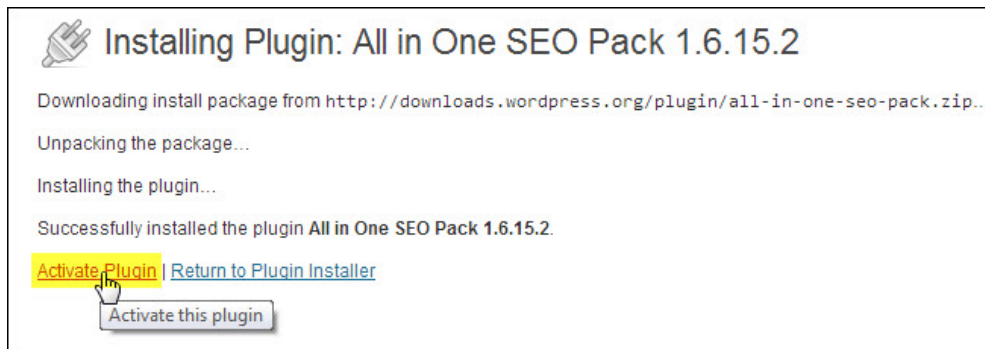 Installing Plugin: All in One SEO Pack 1.6.15.2
Downloading install package from http://downloads.wordpress.org/plugin/all-in-one-seo-pack.zip..
Unpacking the package...
Installing the plugin...
Successfully installed the plugin All in One SEO Pack 1.6.15.2.
Activate Plugin | Return to Plugin Installer
Activate this plugin